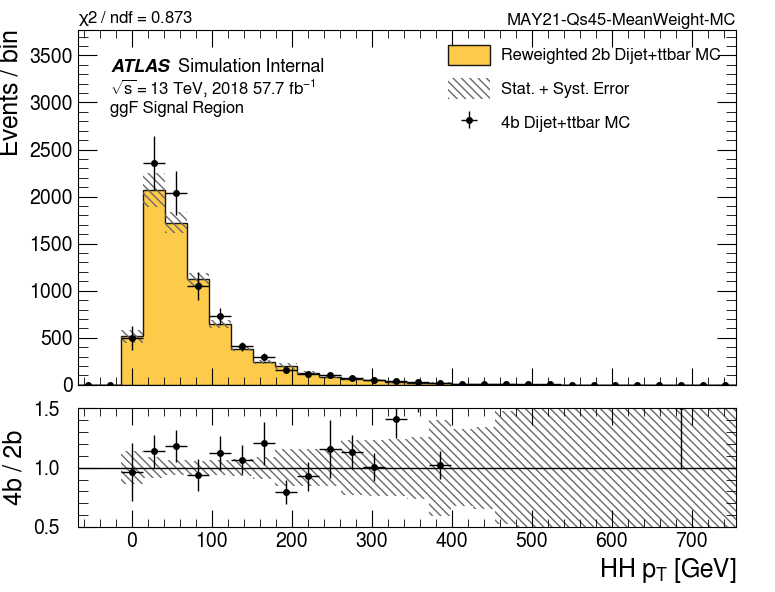 χ2 / ndf = 0.873
MAY21-Qs45-MeanWeight-MC
Events / bin
3500
3000
2500
2000
1500
1000
500
0
ATLAS Simulation Internal
√s = 13 TeV, 2018 57.7 fb⁻¹
ggF Signal Region
Reweighted 2b Dijet+ttbar MC
Stat. + Syst. Error
4b Dijet+ttbar MC
4b / 2b
1.5
1.0
0.5
0 100 200 300 400 500 600 700
HH pT [GeV]